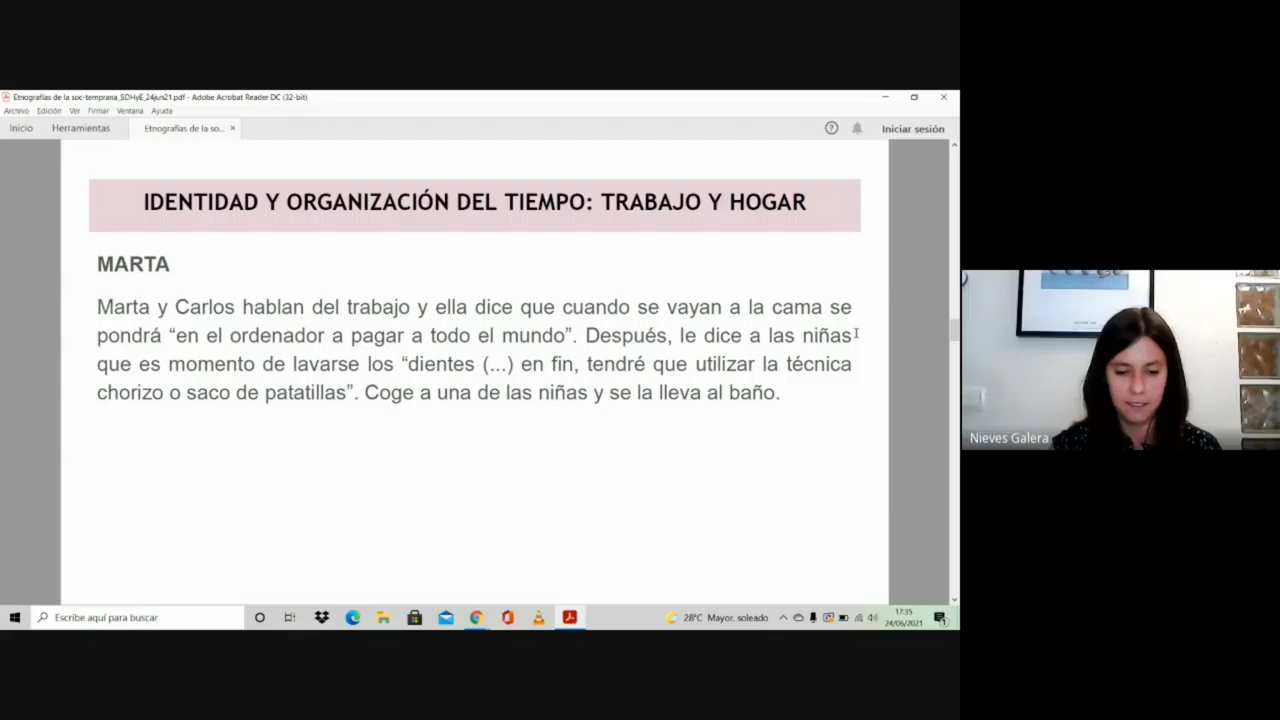 Etnografías de la soc-temprana_SDHyE_24jun21.pdf - Adobe Acrobat Reader DC (32-bit)
Archivo Edición Ver Firmar Ventana Ayuda
Inicio Herramientas Etnografías de la so... × Iniciar sesión
IDENTIDAD Y ORGANIZACIÓN DEL TIEMPO: TRABAJO Y HOGAR
MARTA
Marta y Carlos hablan del trabajo y ella dice que cuando se vayan a la cama se
pondrá “en el ordenador a pagar a todo el mundo”. Después, le dice a las niñas
que es momento de lavarse los “dientes (...) en fin, tendré que utilizar la técnica
chorizo o saco de patatillas”. Coge a una de las niñas y se la lleva al baño.
Nieves Galera
Escribe aquí para buscar
28°C Mayor. soleado
17:35
24/06/2021